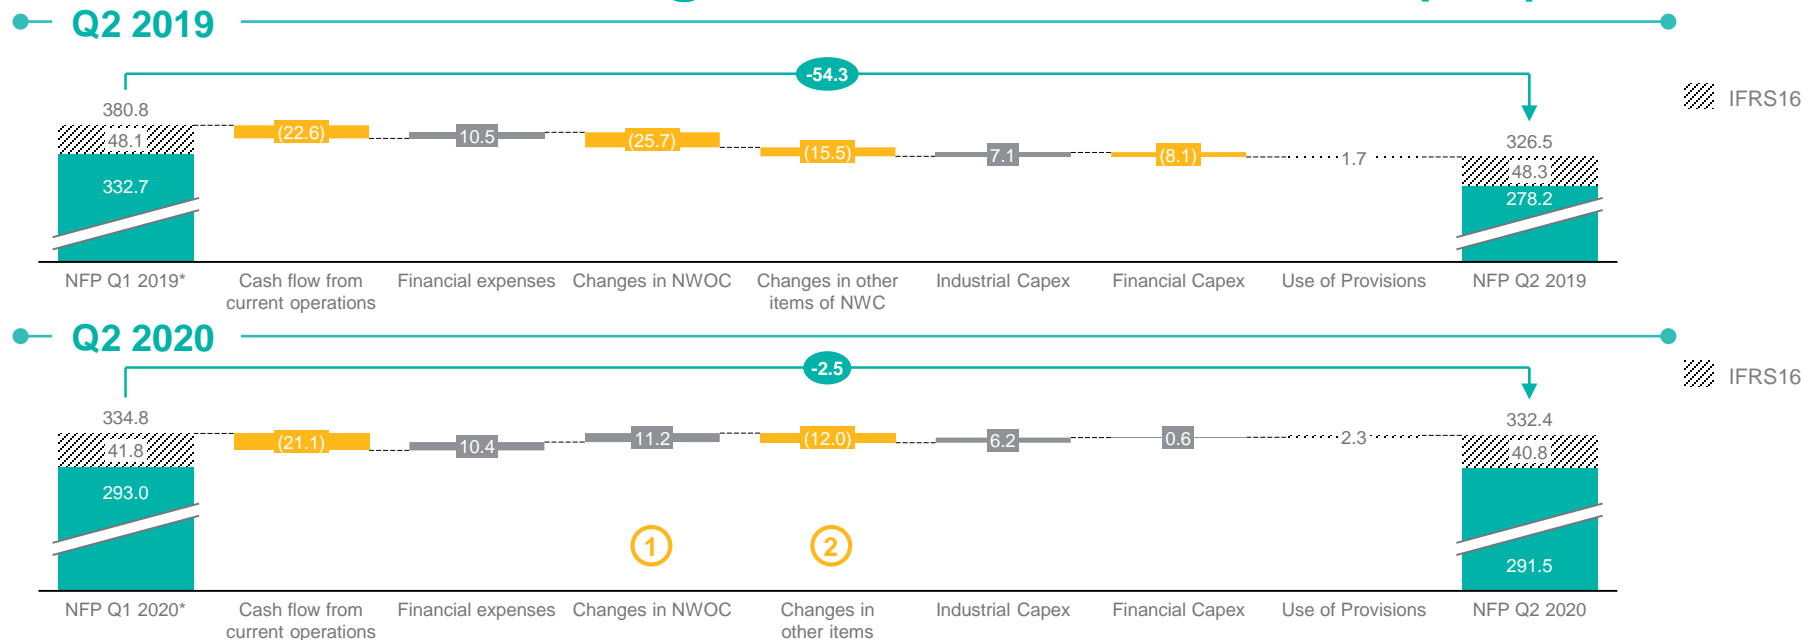 Q2 2019
-54.3
IFRS16
380.8
48.1
332.7
(22.6)
10.5
(25.7)
(15.5)
7.1
(8.1)
1.7
326.5
48.3
278.2
NFP Q1 2019*
Cash flow from
current operations
Financial expenses
Changes in NWOC
Changes in other
items of NWC
Industrial Capex
Financial Capex
Use of Provisions
NFP Q2 2019
Q2 2020
-2.5
IFRS16
334.8
41.8
293.0
(21.1)
10.4
11.2
(12.0)
6.2
0.6
2.3
332.4
40.8
291.5
1
2
NFP Q1 2020*
Cash flow from
current operations
Financial expenses
Changes in NWOC
Changes in
other items
Industrial Capex
Financial Capex
Use of Provisions
NFP Q2 2020